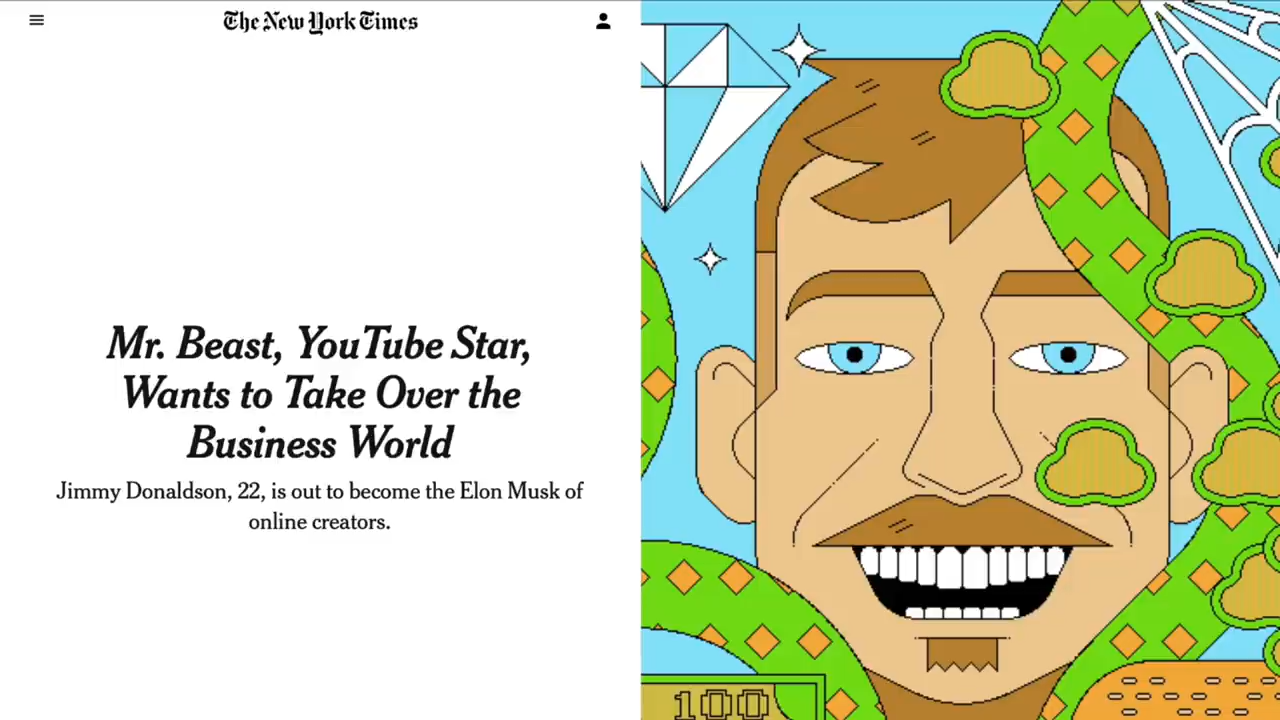 The New York Times
Mr. Beast, YouTube Star,
Wants to Take Over the
Business World
Jimmy Donaldson, 22, is out to become the Elon Musk of
online creators.
100